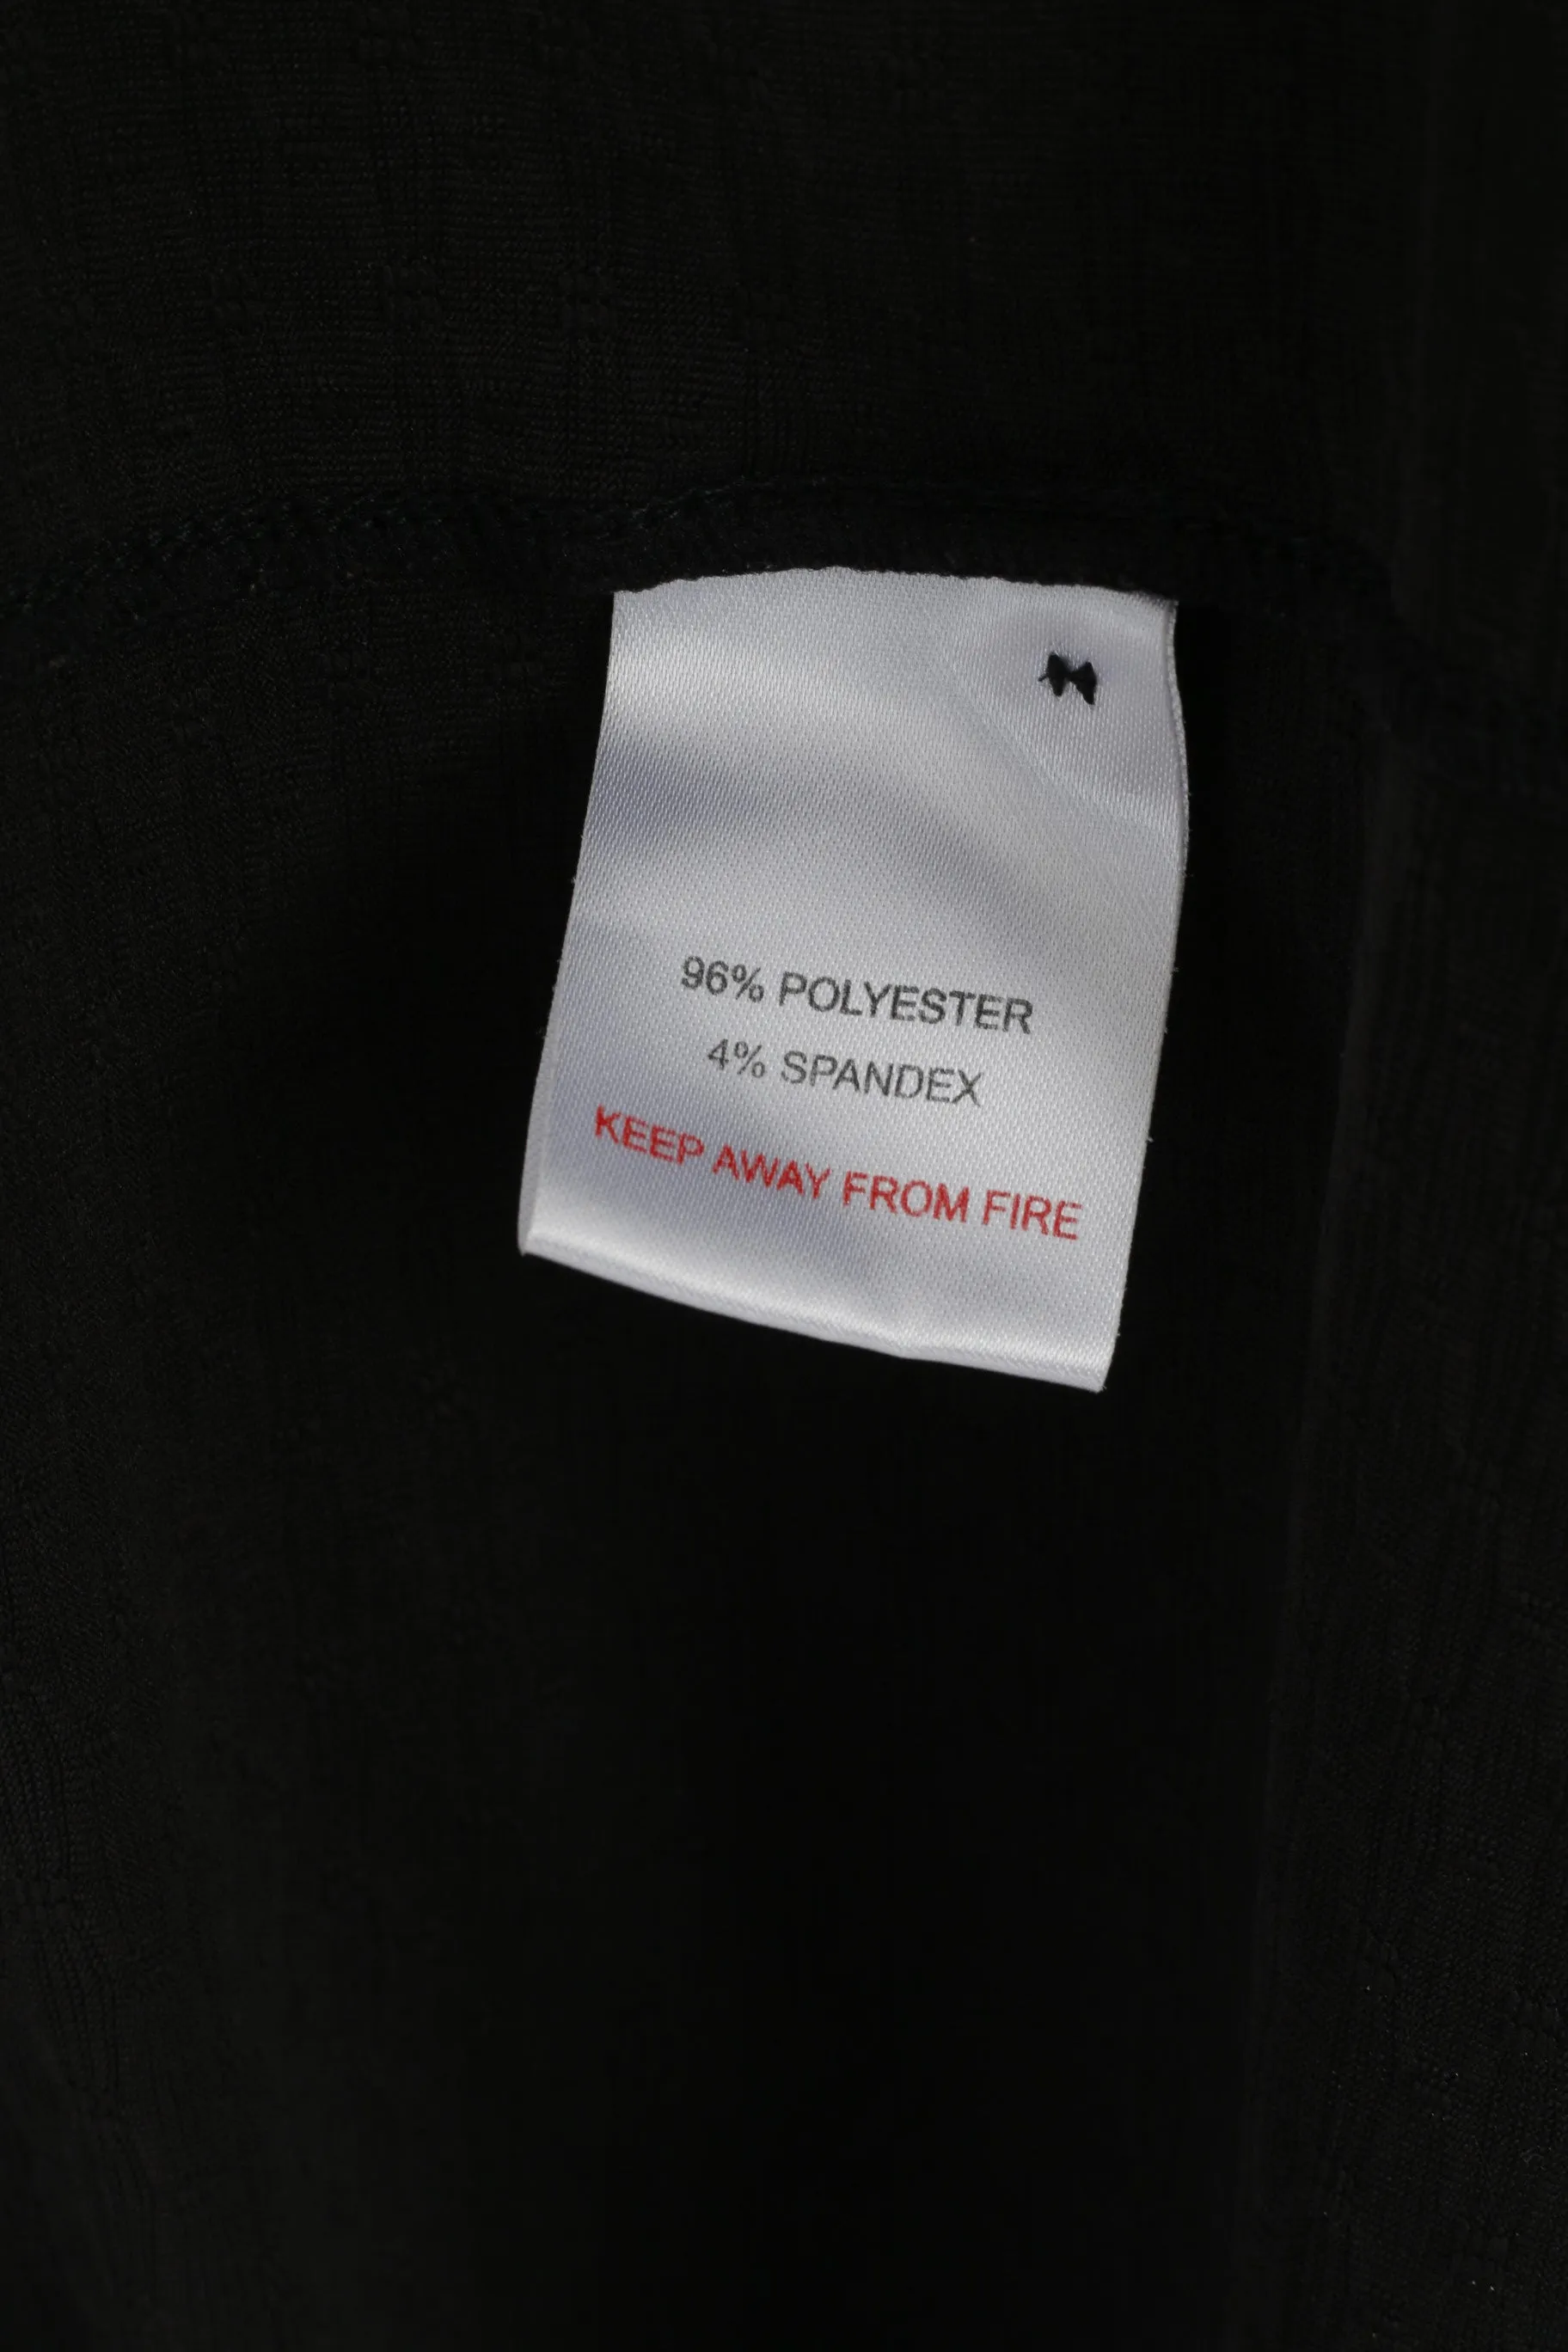 96% POLYESTER
4% SPANDEX
KEEP AWAY FROM FIRE